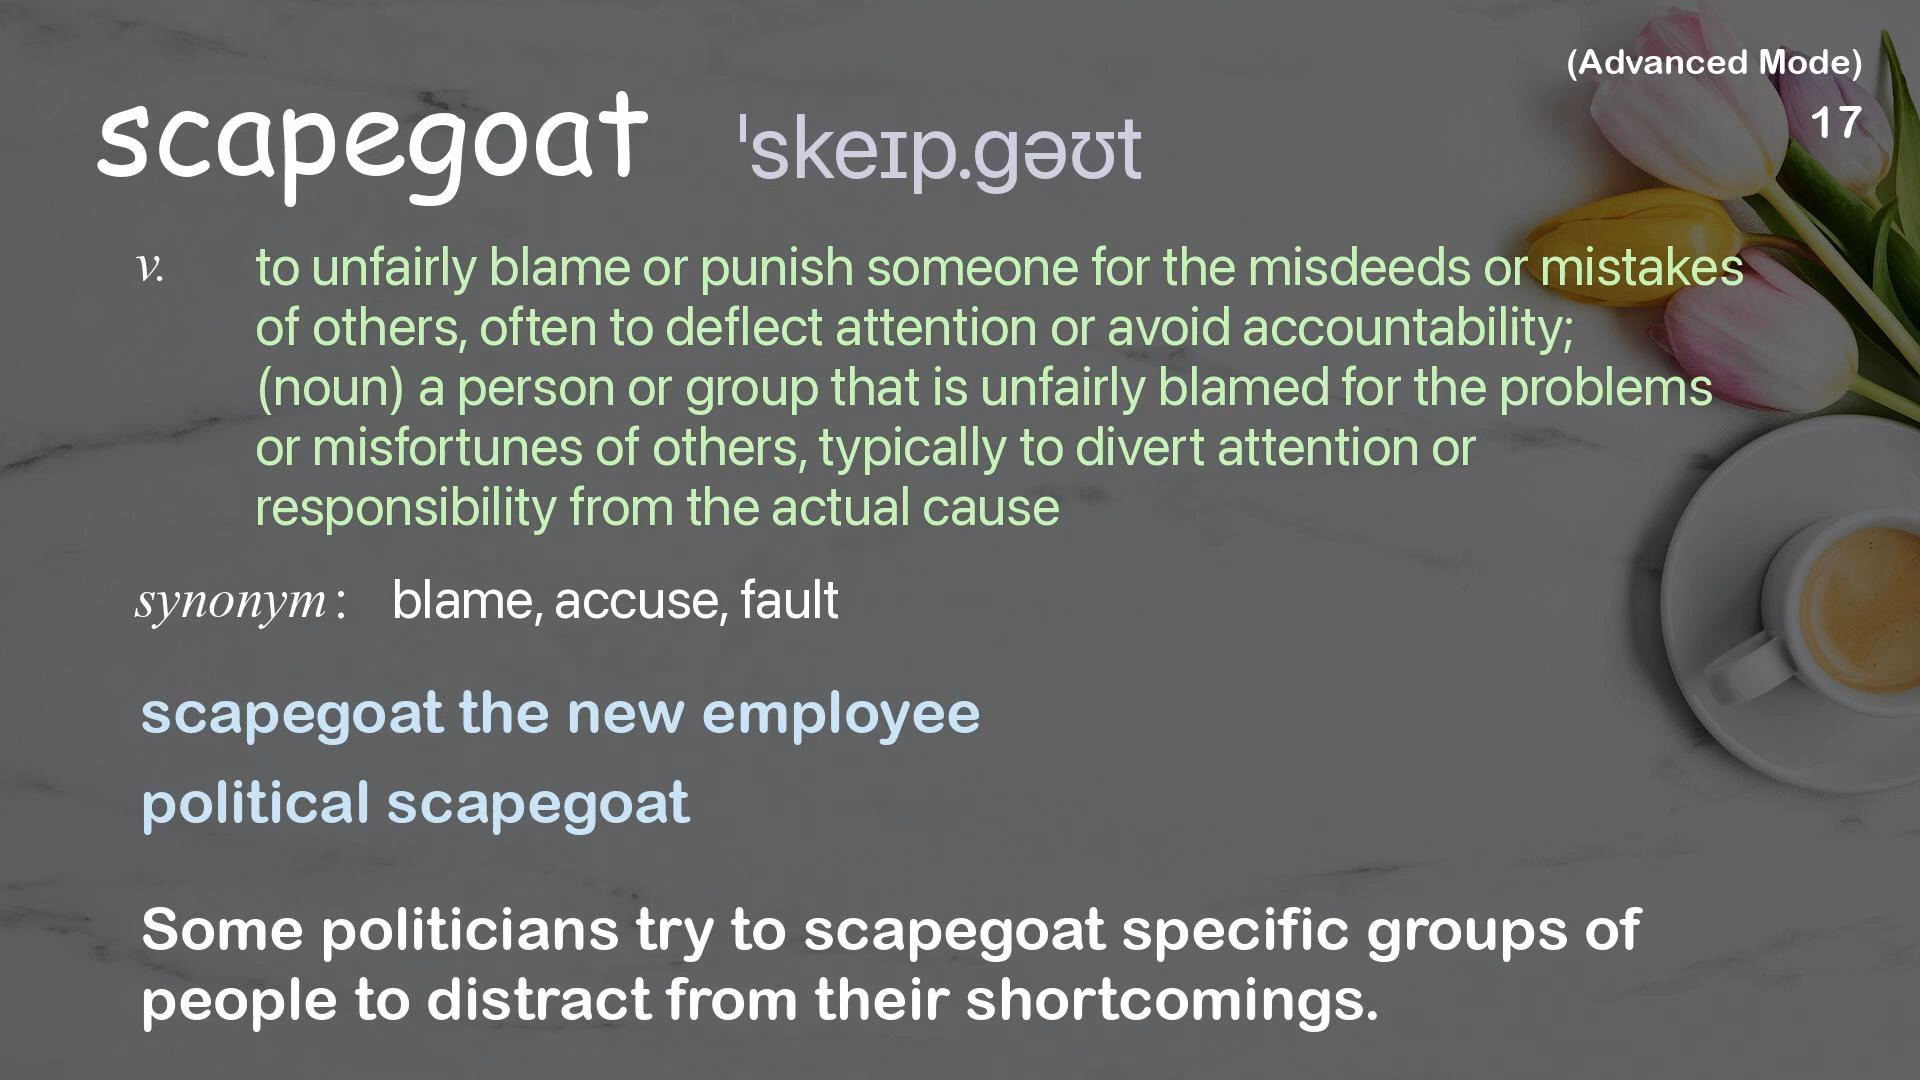 (Advanced Mode)
scapegoat ˈskeɪp.gəʊt
17
v. to unfairly blame or punish someone for the misdeeds or mistakes
of others, often to deflect attention or avoid accountability;
(noun) a person or group that is unfairly blamed for the problems
or misfortunes of others, typically to divert attention or
responsibility from the actual cause
synonym: blame, accuse, fault
scapegoat the new employee
political scapegoat
Some politicians try to scapegoat specific groups of
people to distract from their shortcomings.